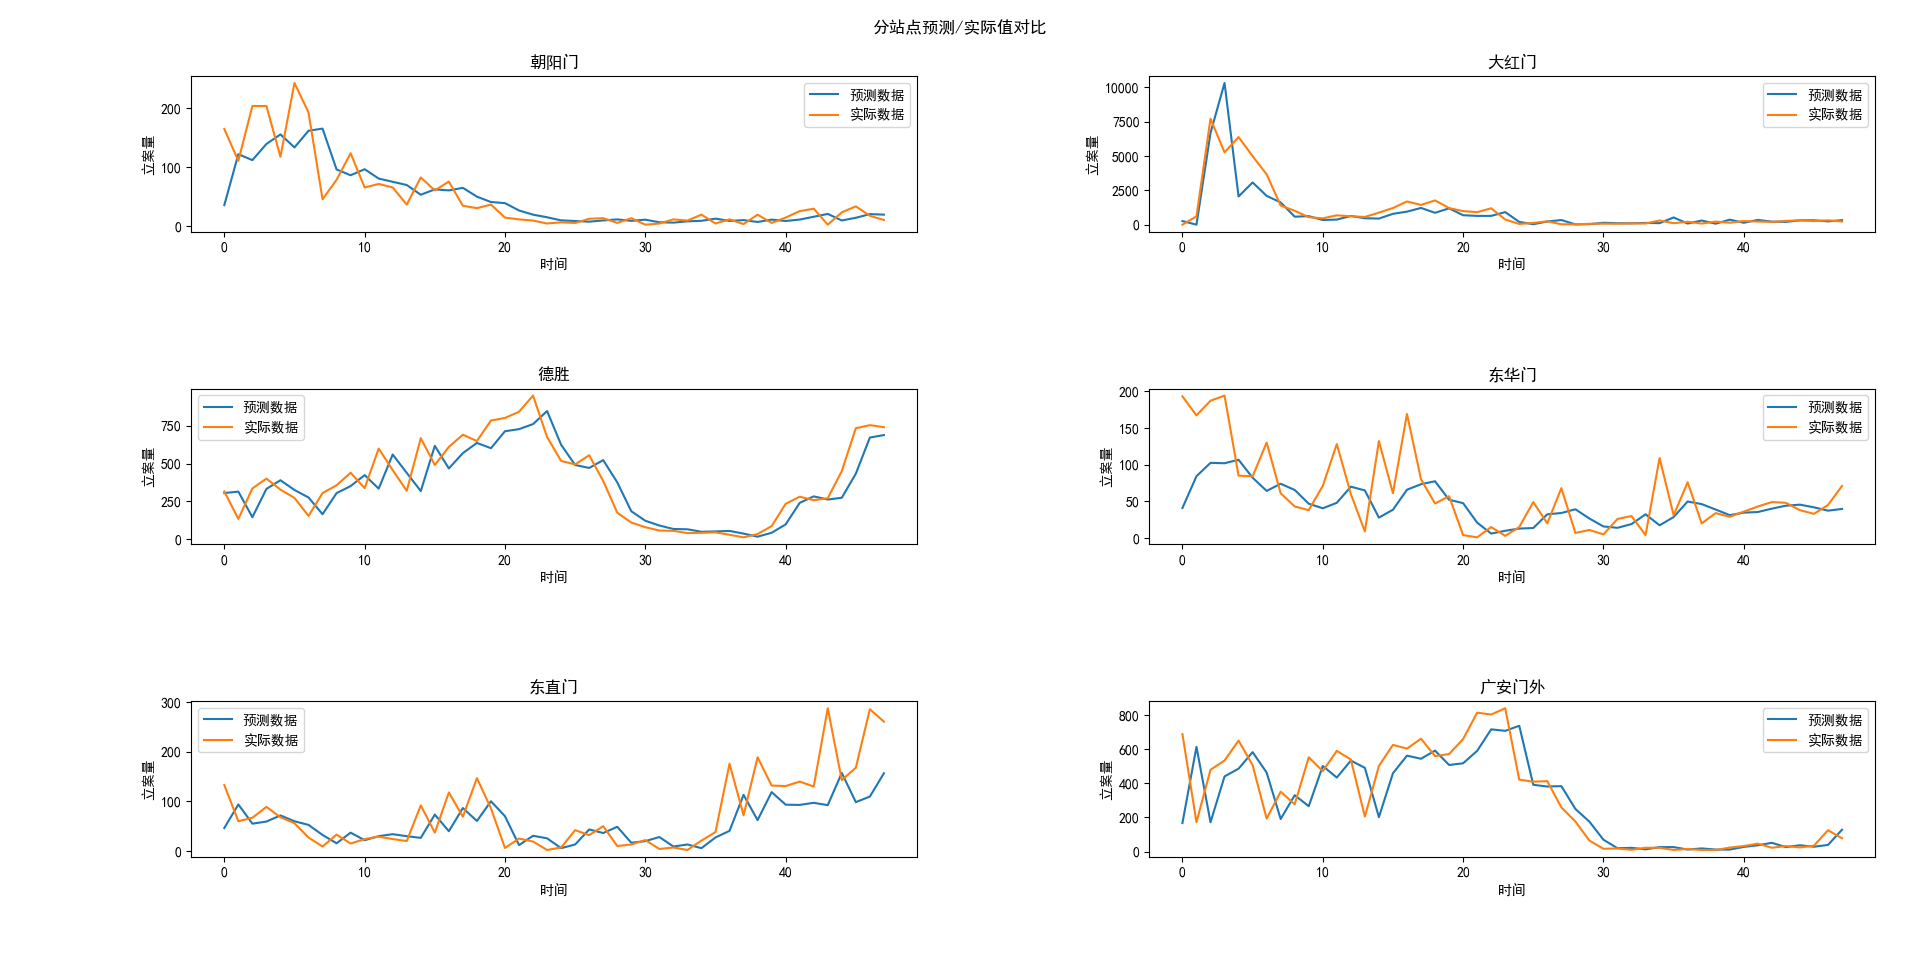 分站点预测/实际值对比
朝阳门
立案量
200
100
0
预测数据
实际数据
0 10 20 30 40
时间
大红门
立案量
10000
7500
5000
2500
0
预测数据
实际数据
0 10 20 30 40
时间
德胜
立案量
750
500
250
0
预测数据
实际数据
0 10 20 30 40
时间
东华门
立案量
200
150
100
50
0
预测数据
实际数据
0 10 20 30 40
时间
东直门
立案量
300
200
100
0
预测数据
实际数据
0 10 20 30 40
时间
广安门外
立案量
800
600
400
200
0
预测数据
实际数据
0 10 20 30 40
时间